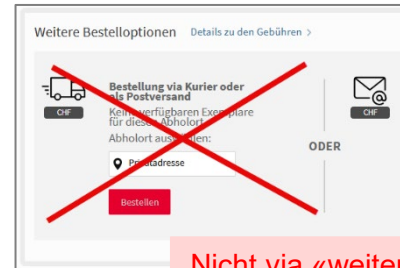 Weitere Bestelloptionen Details zu den Gebühren >
Bestellung via Kurier oder
als Postversand
CHF
Keine verfügbaren Exemplare
für diesen Abholort
Abholort auswählen:
Privatadresse
Bestellen
ODER
CHF
Nicht via «weiter